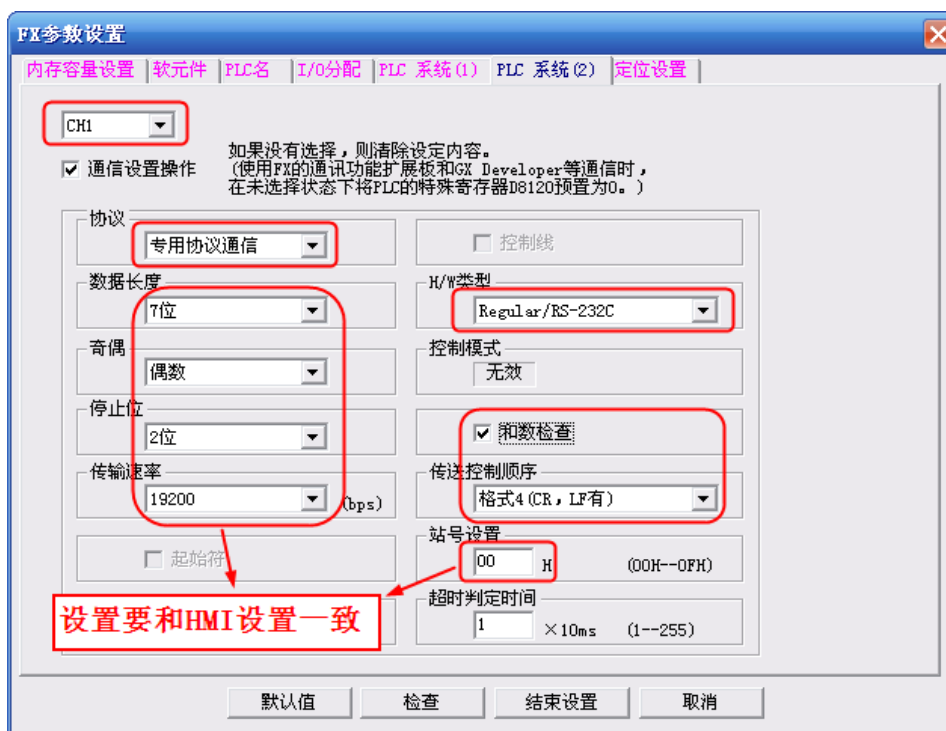 FX参数设置
内存容量设置 软元件 PLC名 I/O分配 PLC 系统(1) PLC 系统(2) 定位设置
CH1
通信设置操作
如果没有选择，则清除设定内容。
(使用FX的通讯功能扩展板和GX Developer等通信时，
在未选择状态下将PLC的特殊寄存器D8120预置为0。)
协议
专用协议通信
控制线
数据长度
7位
H/W类型
Regular/RS-232C
奇偶
偶数
控制模式
无效
停止位
2位
和数检查
传输速率
19200 (bps)
传送控制顺序
格式4(CR，LF有)
起始符
站号设置
00 H (00H--0FH)
设置要和HMI设置一致
超时判定时间
1 ×10ms (1--255)
默认值 检查 结束设置 取消